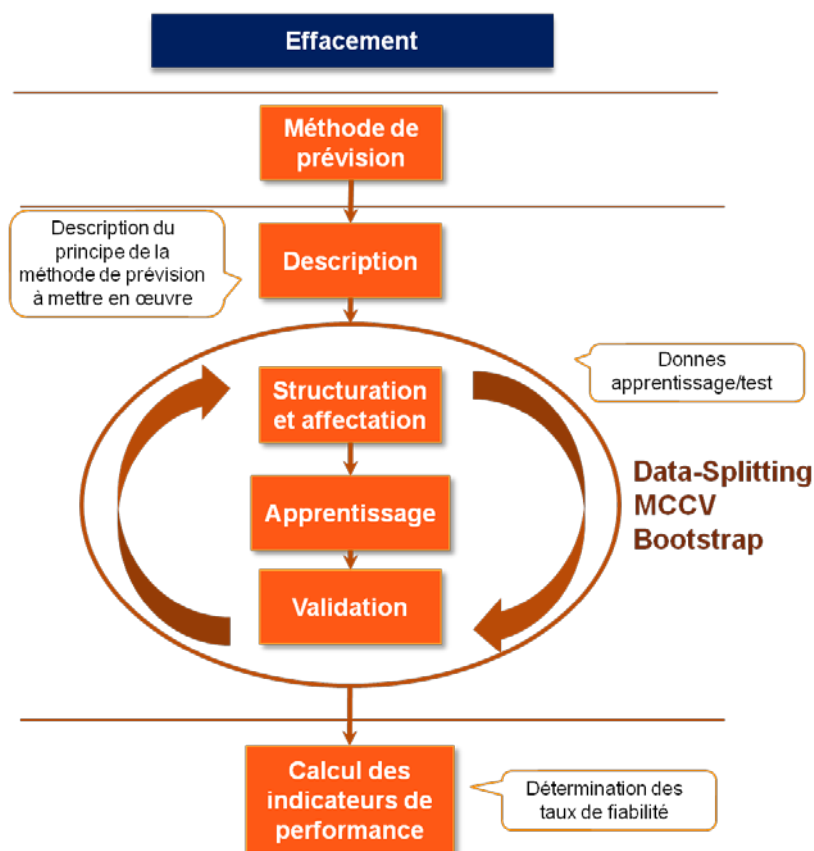 Effacement
Méthode de
prévision
Description du
principe de la
méthode de prévision
à mettre en œuvre
Description
Donnes
apprentissage/test
Structuration
et affectation
Data-Splitting
MCCV
Bootstrap
Apprentissage
Validation
Calcul des
indicateurs de
performance
Détermination des
taux de fiabilité